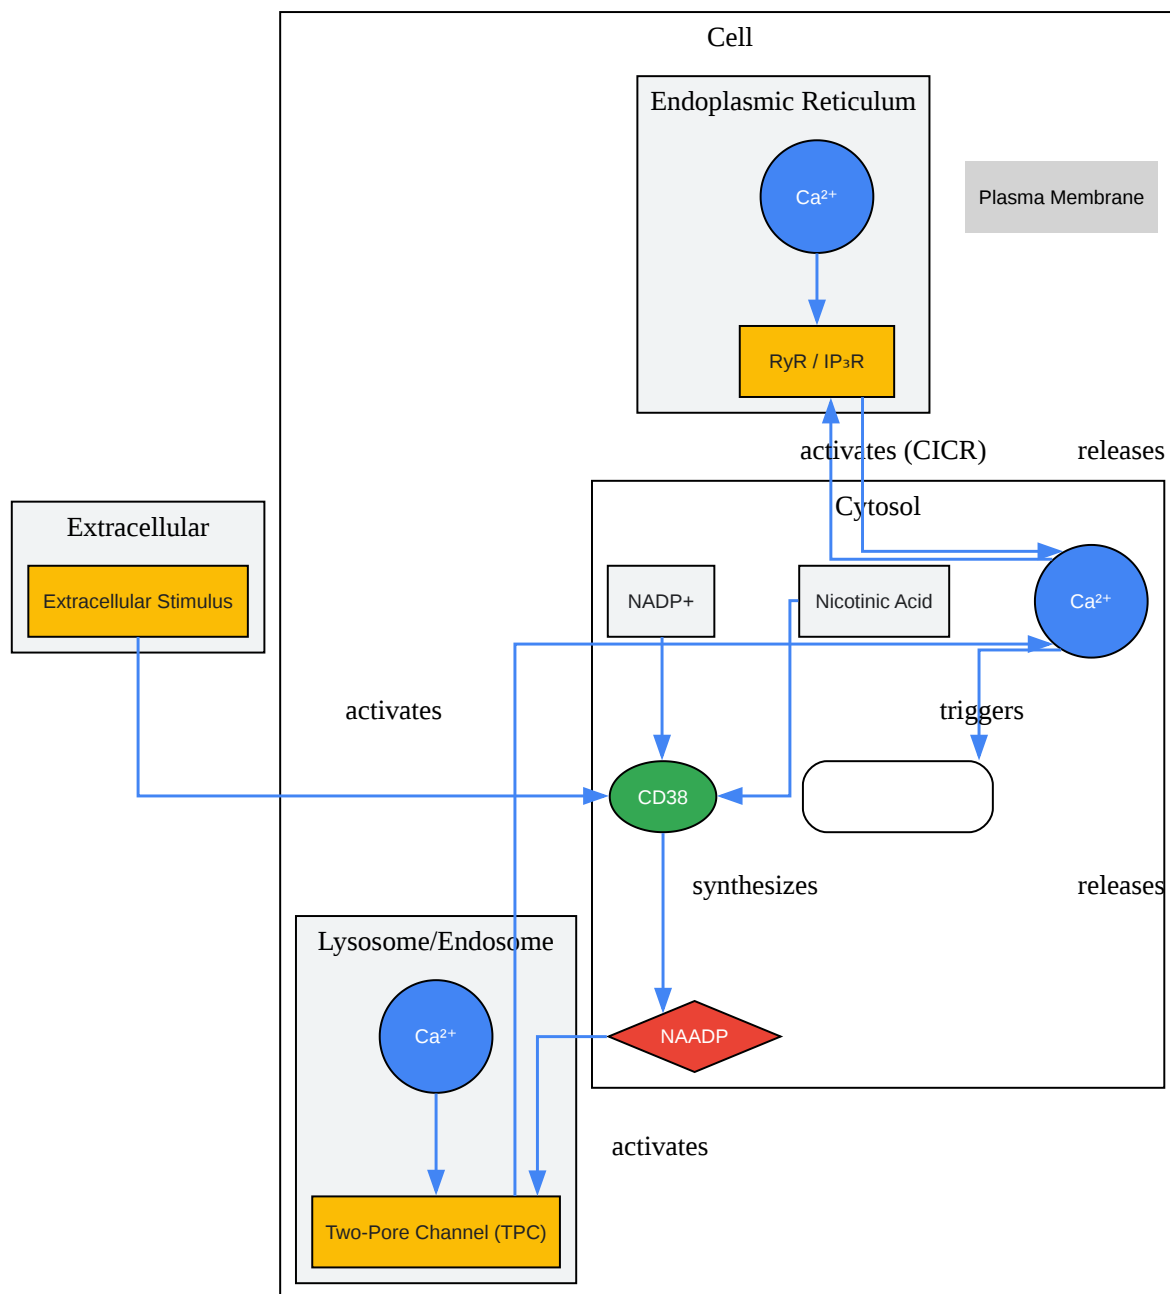 Cell
Endoplasmic Reticulum
Ca²⁺
Plasma Membrane
RyR / IP₃R
activates (CICR)
releases
Extracellular
Extracellular Stimulus
Cytosol
NADP+
Nicotinic Acid
Ca²⁺
activates
triggers
CD38
synthesizes
releases
Lysosome/Endosome
Ca²⁺
NAADP
activates
Two-Pore Channel (TPC)